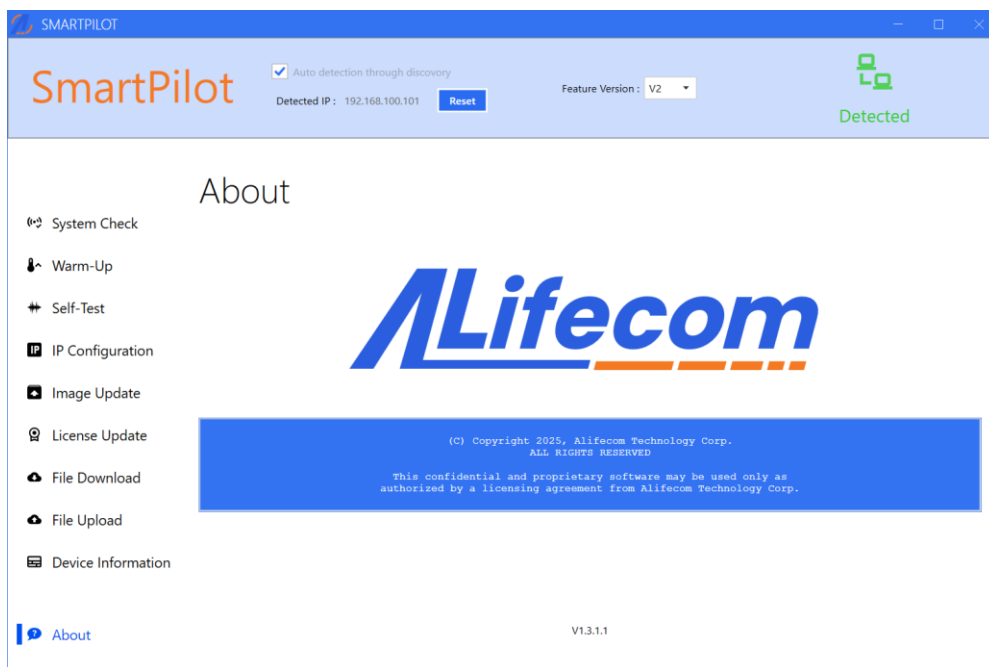 SMARTPILOT
SmartPilot
Auto detection through discovory
Detected IP : 192.168.100.101 Reset
Feature Version : V2
Detected
About
System Check
Warm-Up
Self-Test
IP IP Configuration
Image Update
License Update
File Download
File Upload
Device Information
About
ALifecom
(C) Copyright 2025, Alifecom Technology Corp.
ALL RIGHTS RESERVED
This confidential and proprietary software may be used only as
authorized by a licensing agreement from Alifecom Technology Corp.
V1.3.1.1